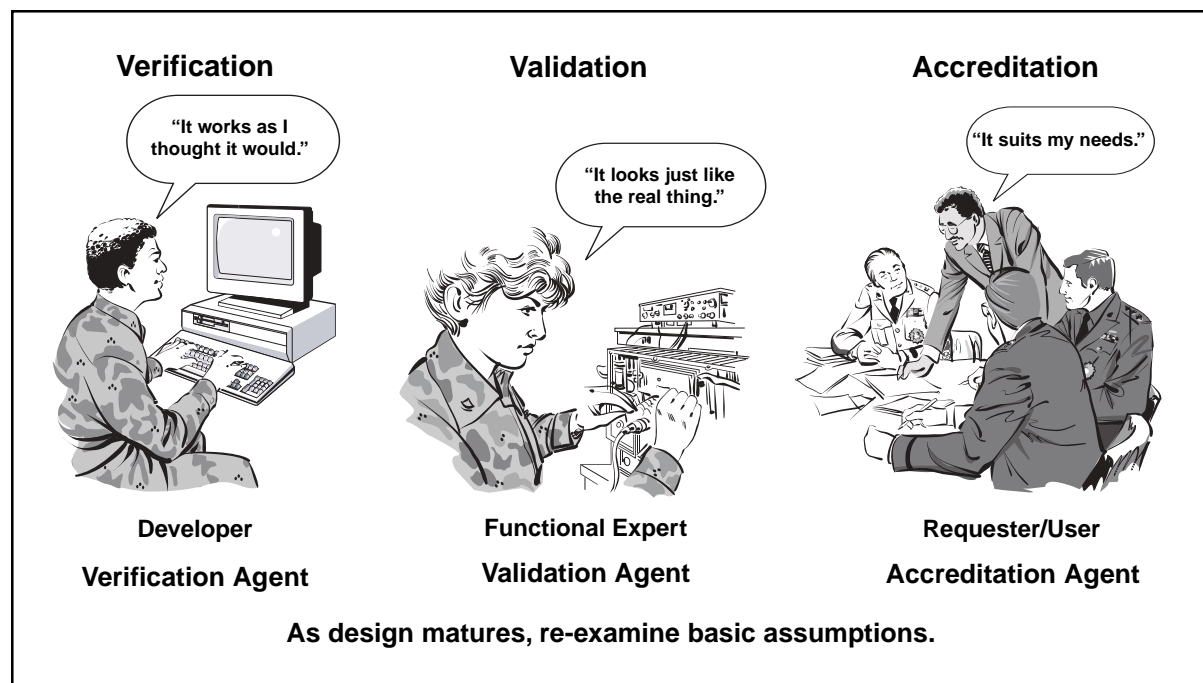 Verification
Validation
Accreditation
“It works as I
thought it would.”
“It looks just like
the real thing.”
“It suits my needs.”
Developer
Functional Expert
Requester/User
Verification Agent
Validation Agent
Accreditation Agent
As design matures, re-examine basic assumptions.